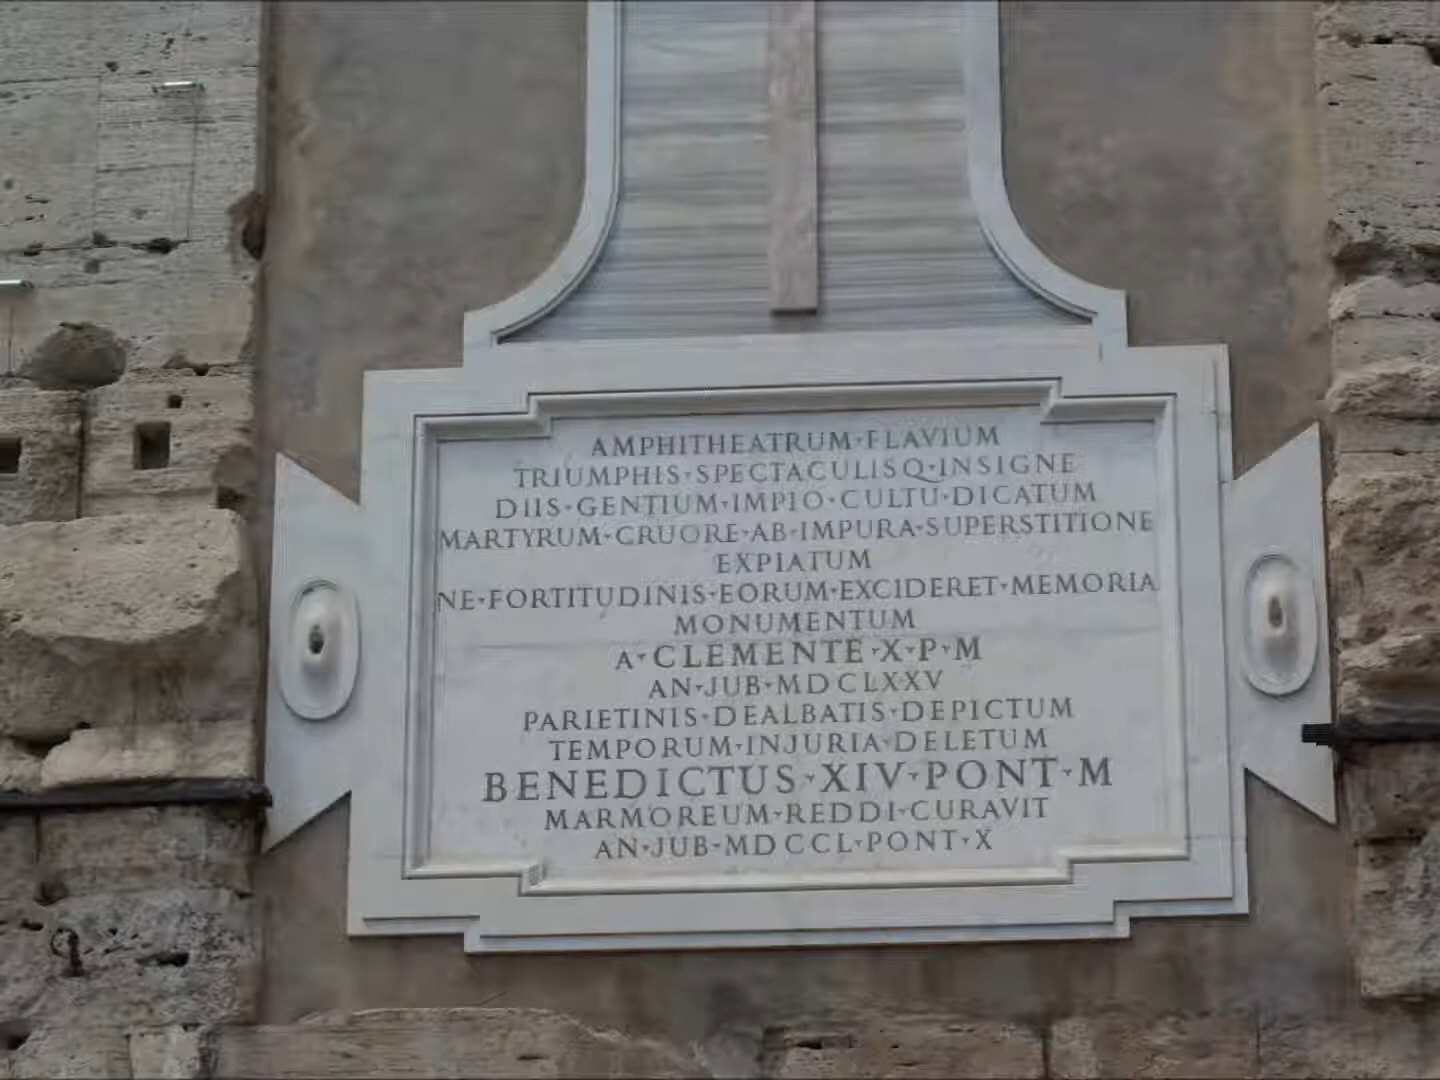 AMPHITHEATRUM·FLAVIUM
TRIUMPHIS·SPECTACULISQ·INSIGNE
DIIS·GENTIUM·IMPIO·CULTU·DICATUM
MARTYRUM·CRUORE·AB·IMPURA·SUPERSTITIONE
EXPIATUM
NE·FORTITUDINIS·EORUM·EXCIDERET·MEMORIA
MONUMENTUM
A·CLEMENTE·X·P·M
AN·JUB·MDCLXXV
PARIETINIS·DEALBATIS·DEPICTUM
TEMPORUM·INJURIA·DELETUM
BENEDICTUS·XIV·PONT·M
MARMOREUM·REDDI·CURAVIT
AN·JUB·MDCCL·PONT·X